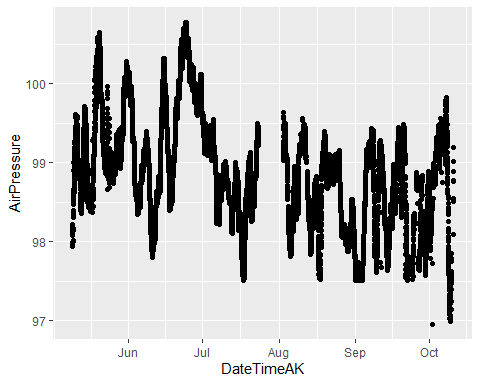 100
99
98
97
AirPressure
Jun Jul Aug Sep Oct
DateTimeAK